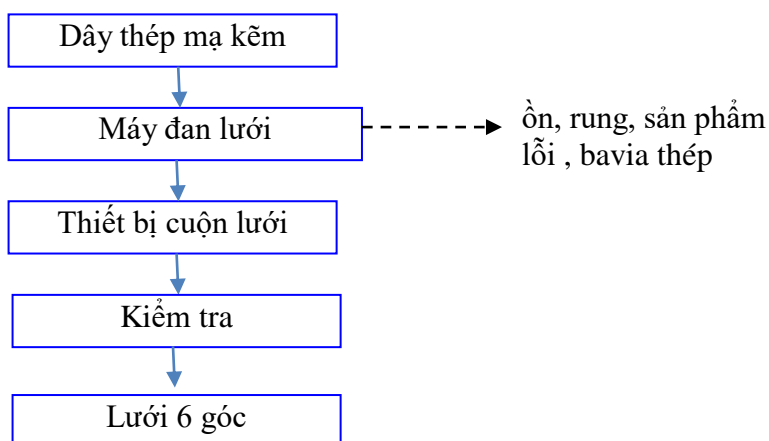 Dây thép mạ kẽm
Máy đan lưới
ồn, rung, sản phẩm
lỗi , bavia thép
Thiết bị cuộn lưới
Kiểm tra
Lưới 6 góc